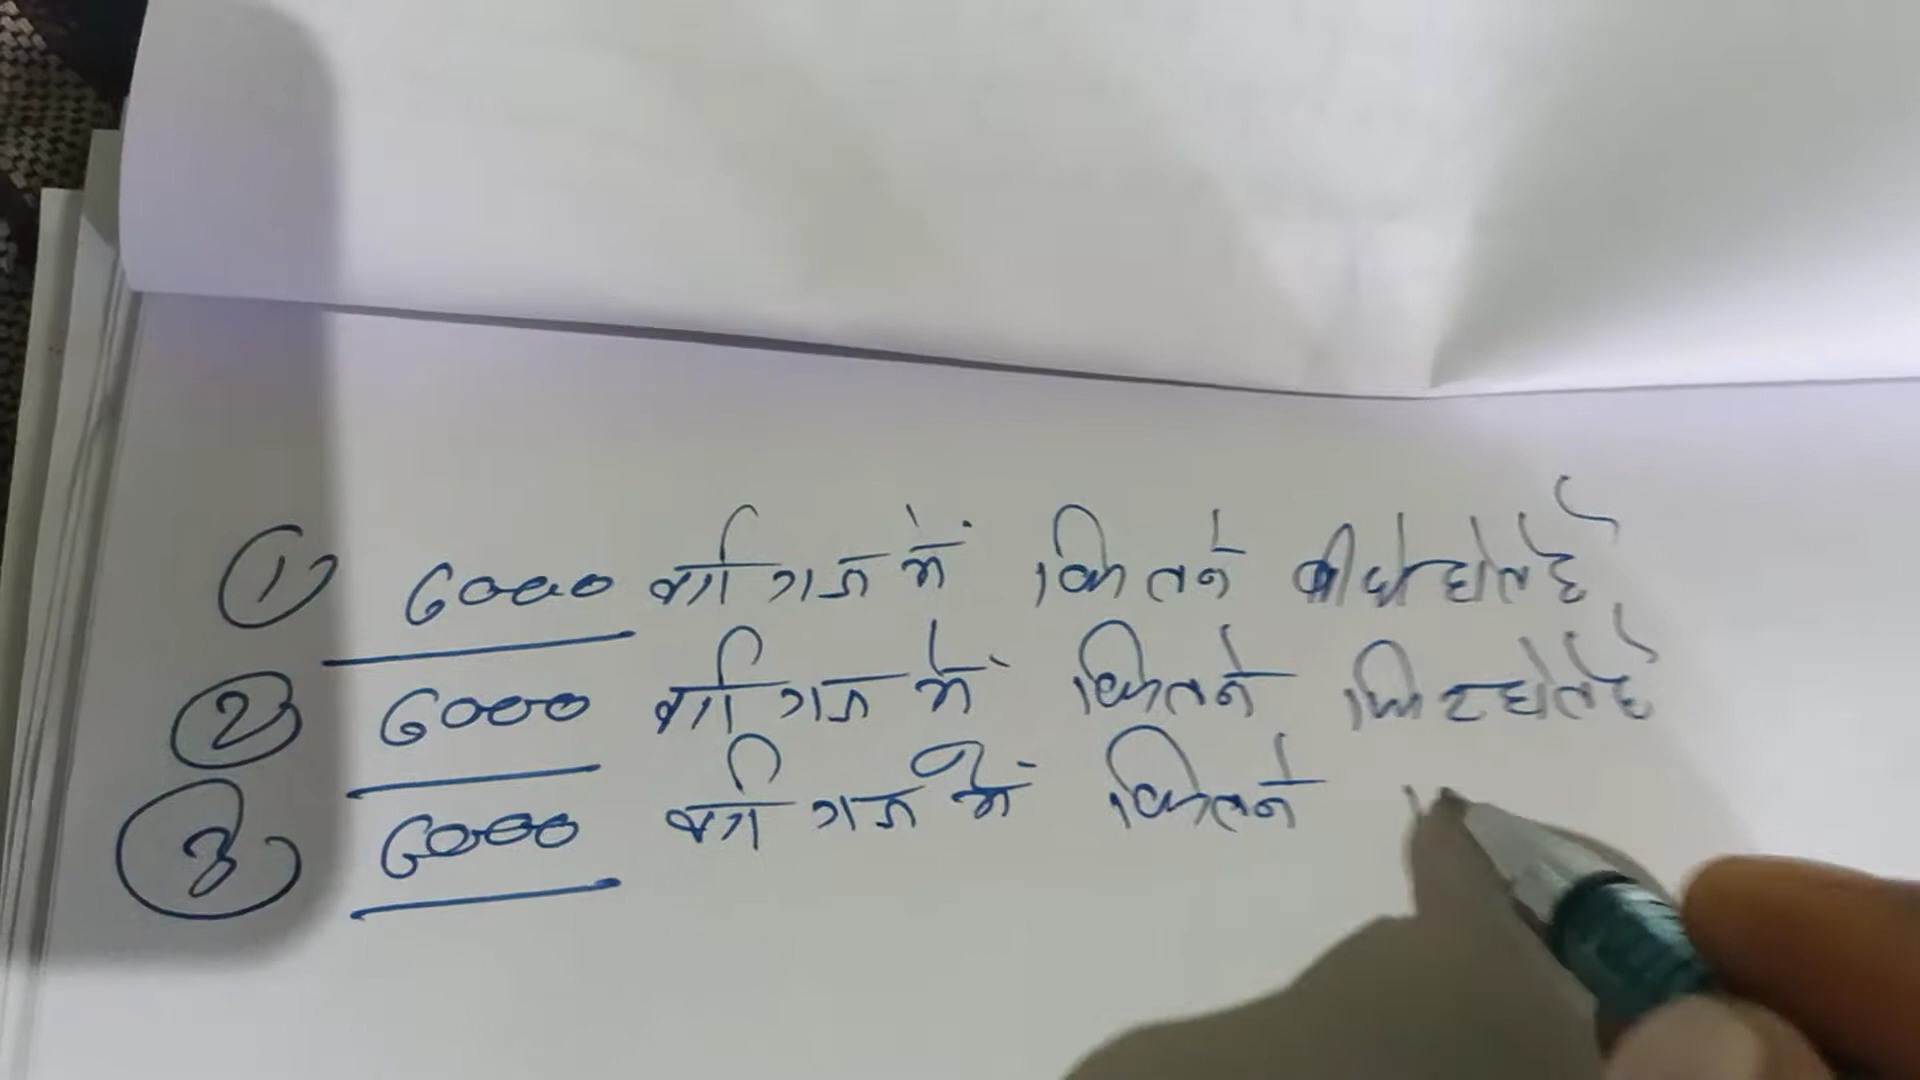 ① 6000 वर्ग गज में कितने बीघे होते हैं
② 6000 वर्ग गज में कितने फिट होते हैं
③ 6000 वर्ग गज में कितने